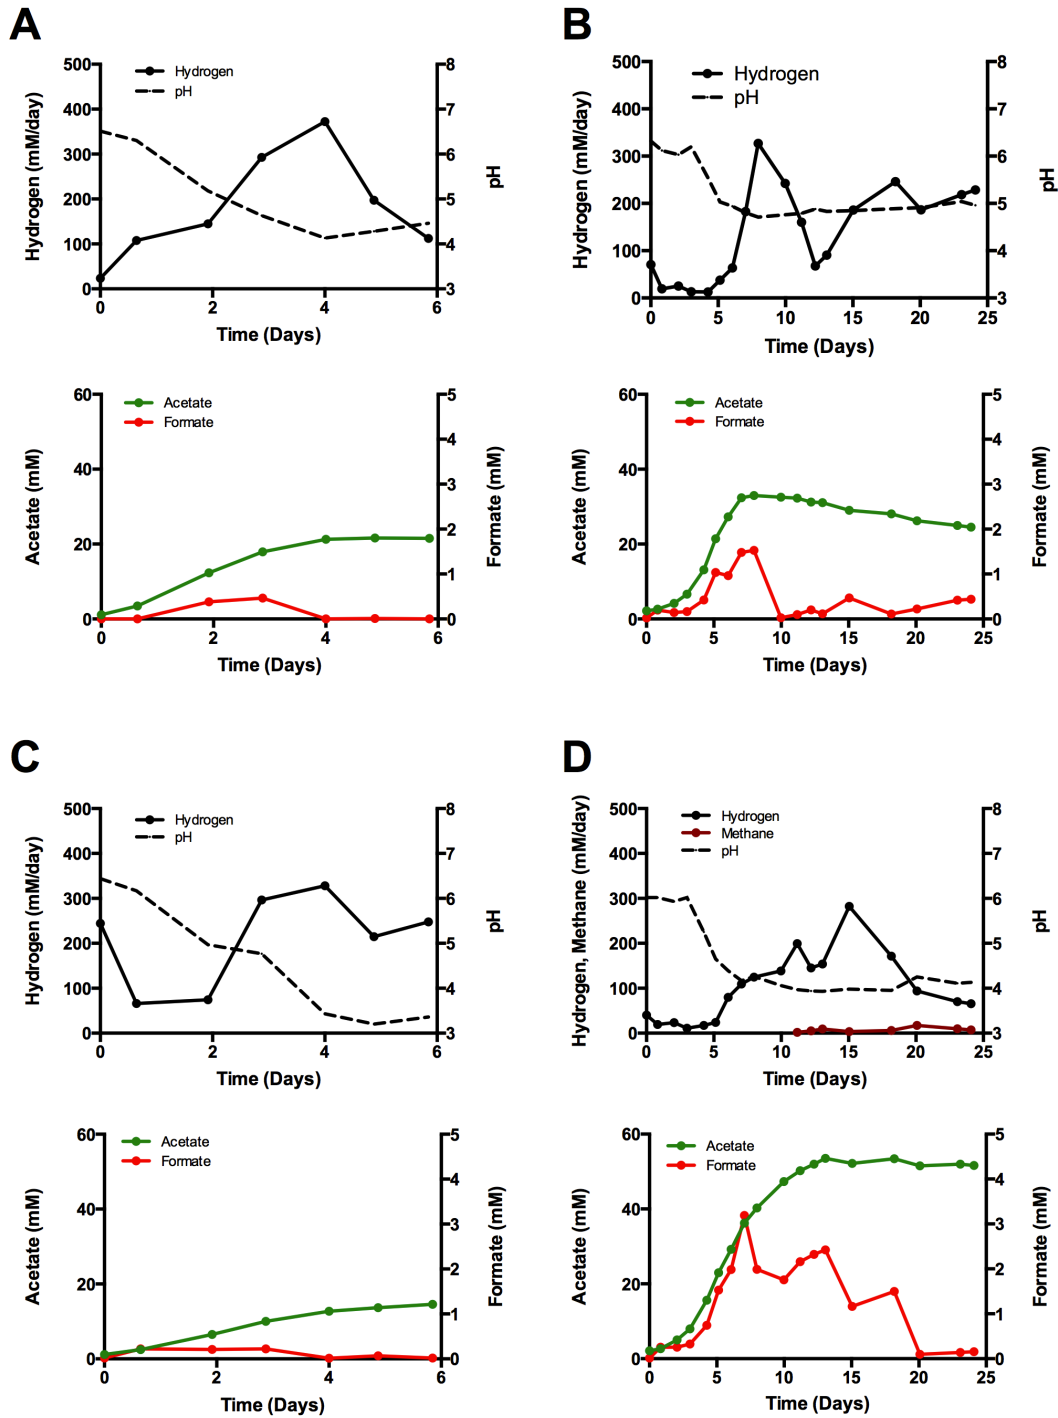 A
Hydrogen (mM/day)
500
400
300
200
100
0
Hydrogen
pH
8
7
6
5
4
3
pH
0 2 4 6
Time (Days)
Acetate (mM)
60
40
20
0
Acetate
Formate
5
4
3
2
1
0
Formate (mM)
0 2 4 6
Time (Days)
B
Hydrogen (mM/day)
500
400
300
200
100
0
Hydrogen
pH
8
7
6
5
4
3
pH
0 5 10 15 20 25
Time (Days)
Acetate (mM)
60
40
20
0
Acetate
Formate
5
4
3
2
1
0
Formate (mM)
0 5 10 15 20 25
Time (Days)
C
Hydrogen (mM/day)
500
400
300
200
100
0
Hydrogen
pH
8
7
6
5
4
3
pH
0 2 4 6
Time (Days)
Acetate (mM)
60
40
20
0
Acetate
Formate
5
4
3
2
1
0
Formate (mM)
0 2 4 6
Time (Days)
D
Hydrogen, Methane (mM/day)
500
400
300
200
100
0
Hydrogen
Methane
pH
8
7
6
5
4
3
pH
0 5 10 15 20 25
Time (Days)
Acetate (mM)
60
40
20
0
Acetate
Formate
5
4
3
2
1
0
Formate (mM)
0 5 10 15 20 25
Time (Days)